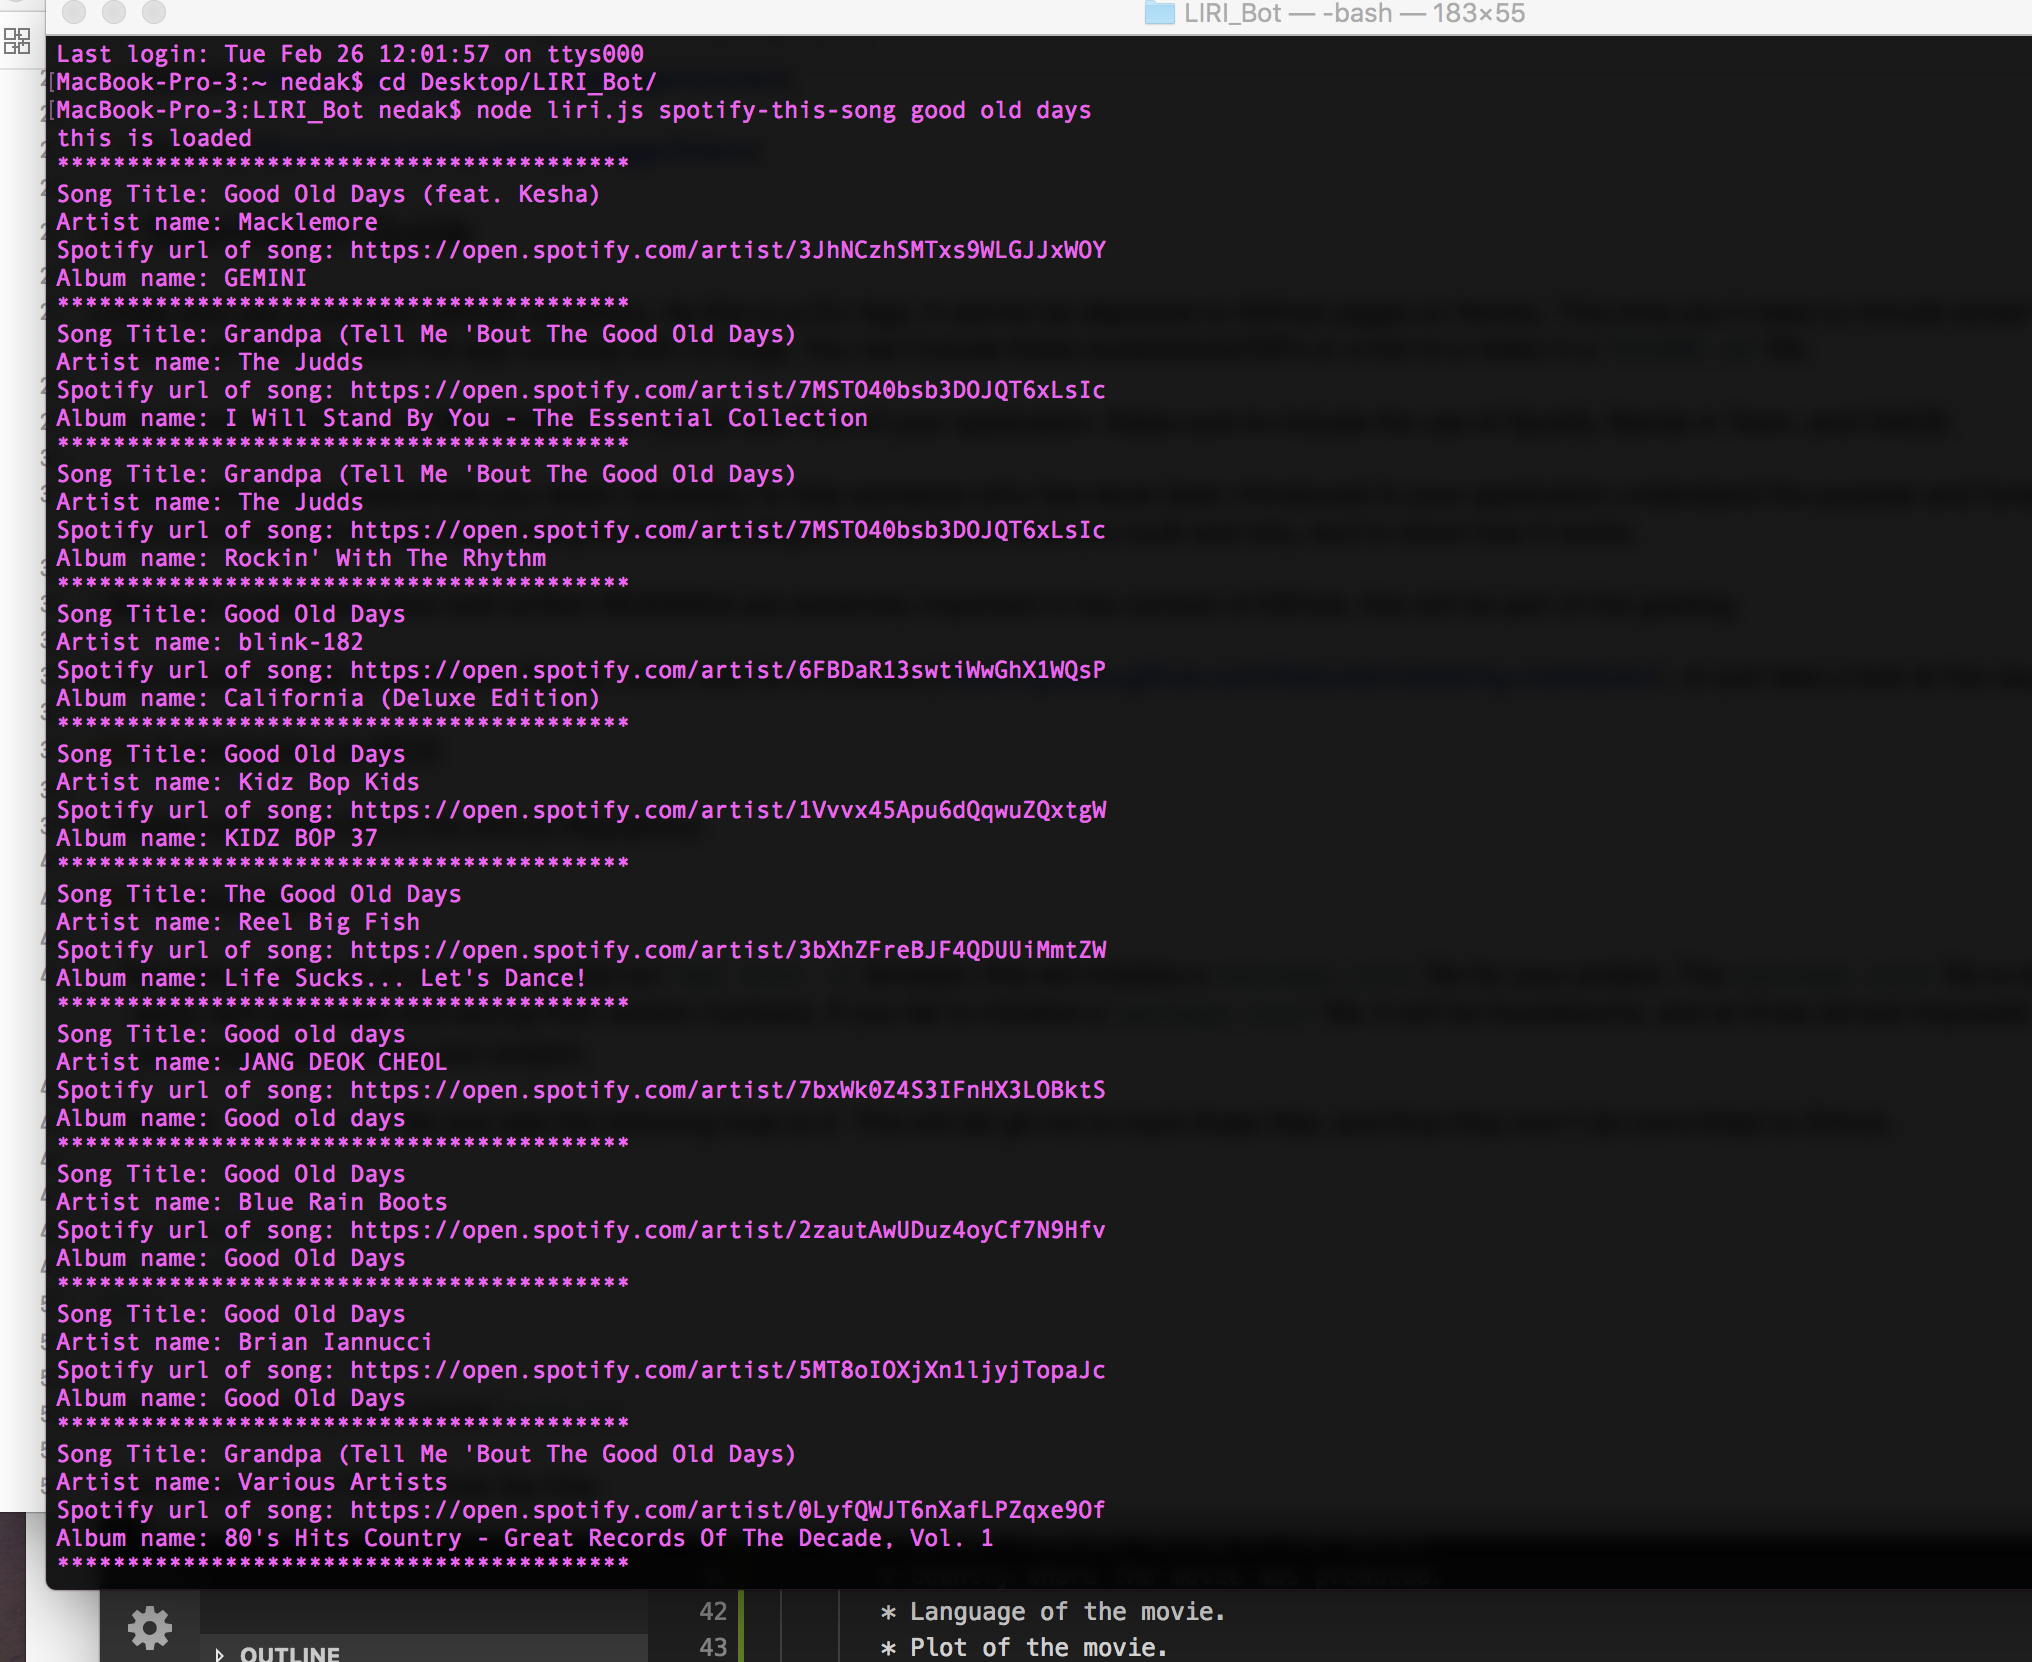 LIRI_Bot — -bash — 183×55
Last login: Tue Feb 26 12:01:57 on ttys000
[MacBook-Pro-3:~ nedak$ cd Desktop/LIRI_Bot/
[MacBook-Pro-3:LIRI_Bot nedak$ node liri.js spotify-this-song good old days
this is loaded
*****************************************
Song Title: Good Old Days (feat. Kesha)
Artist name: Macklemore
Spotify url of song: https://open.spotify.com/artist/3JhNCzhSMTxs9WLGJJxWOY
Album name: GEMINI
*****************************************
Song Title: Grandpa (Tell Me 'Bout The Good Old Days)
Artist name: The Judds
Spotify url of song: https://open.spotify.com/artist/7MSTO40bsb3DOJQT6xLsIc
Album name: I Will Stand By You - The Essential Collection
*****************************************
Song Title: Grandpa (Tell Me 'Bout The Good Old Days)
Artist name: The Judds
Spotify url of song: https://open.spotify.com/artist/7MSTO40bsb3DOJQT6xLsIc
Album name: Rockin' With The Rhythm
*****************************************
Song Title: Good Old Days
Artist name: blink-182
Spotify url of song: https://open.spotify.com/artist/6FBDaR13swtiWwGhX1WQsP
Album name: California (Deluxe Edition)
*****************************************
Song Title: Good Old Days
Artist name: Kidz Bop Kids
Spotify url of song: https://open.spotify.com/artist/1Vvvx45Apu6dQqwuZQxtgW
Album name: KIDZ BOP 37
*****************************************
Song Title: The Good Old Days
Artist name: Reel Big Fish
Spotify url of song: https://open.spotify.com/artist/3bXhZFreBJF4QDUUiMmtZW
Album name: Life Sucks... Let's Dance!
*****************************************
Song Title: Good old days
Artist name: JANG DEOK CHEOL
Spotify url of song: https://open.spotify.com/artist/7bxWk0Z4S3IFnHX3LOBktS
Album name: Good old days
*****************************************
Song Title: Good Old Days
Artist name: Blue Rain Boots
Spotify url of song: https://open.spotify.com/artist/2zautAwUDuz4oyCf7N9Hfv
Album name: Good Old Days
*****************************************
Song Title: Good Old Days
Artist name: Brian Iannucci
Spotify url of song: https://open.spotify.com/artist/5MT8oIOXjXn1ljyjTopaJc
Album name: Good Old Days
*****************************************
Song Title: Grandpa (Tell Me 'Bout The Good Old Days)
Artist name: Various Artists
Spotify url of song: https://open.spotify.com/artist/0LyfQWJT6nXafLPZqxe9Of
Album name: 80's Hits Country - Great Records Of The Decade, Vol. 1
*****************************************
42 * Language of the movie.
43 * Plot of the movie.
OUTLINE